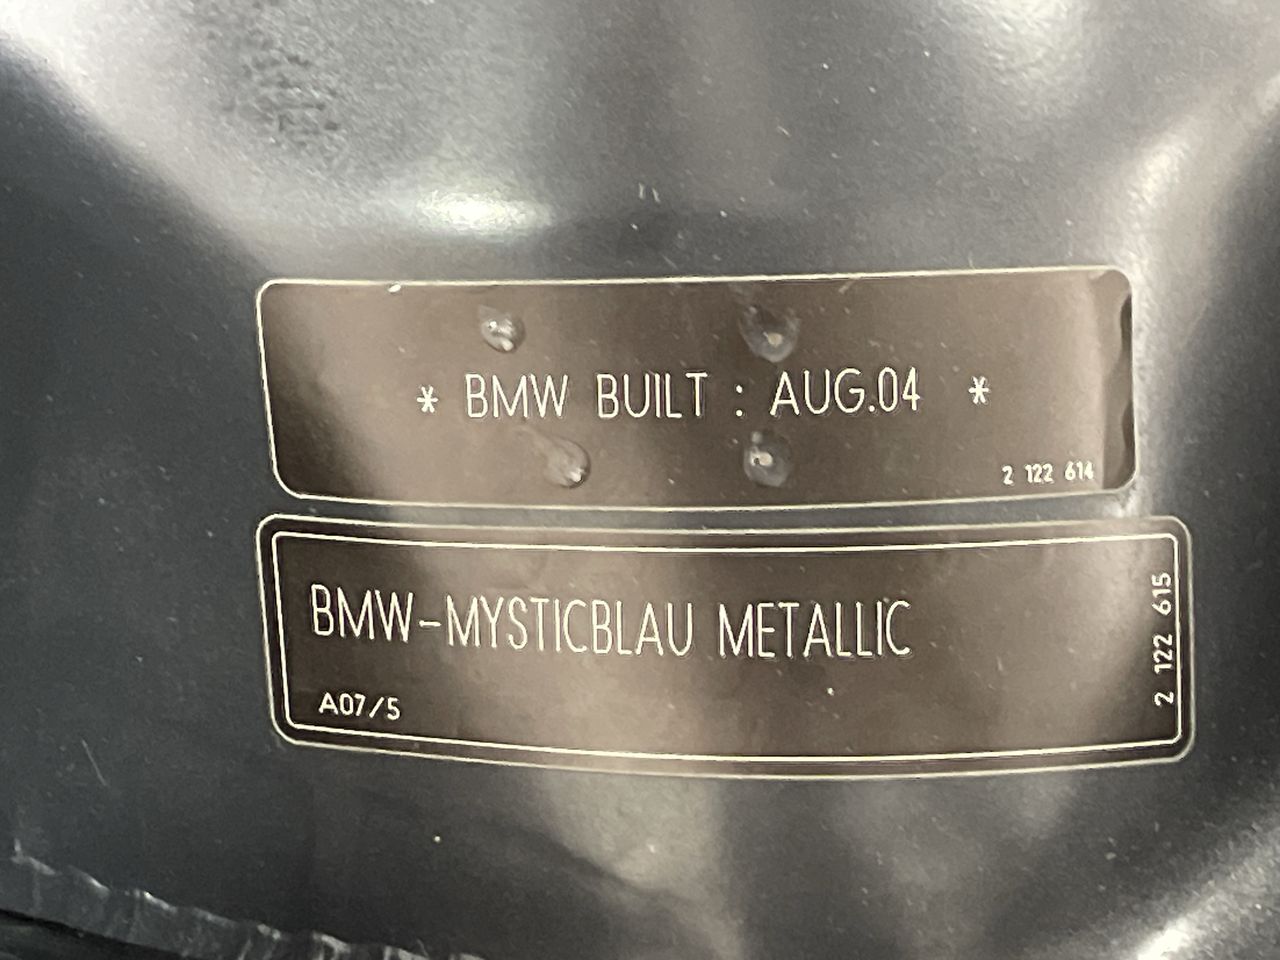 * BMW BUILT : AUG.04 *
2 122 614
BMW-MYSTICBLAU METALLIC
A07/5
2 122 615